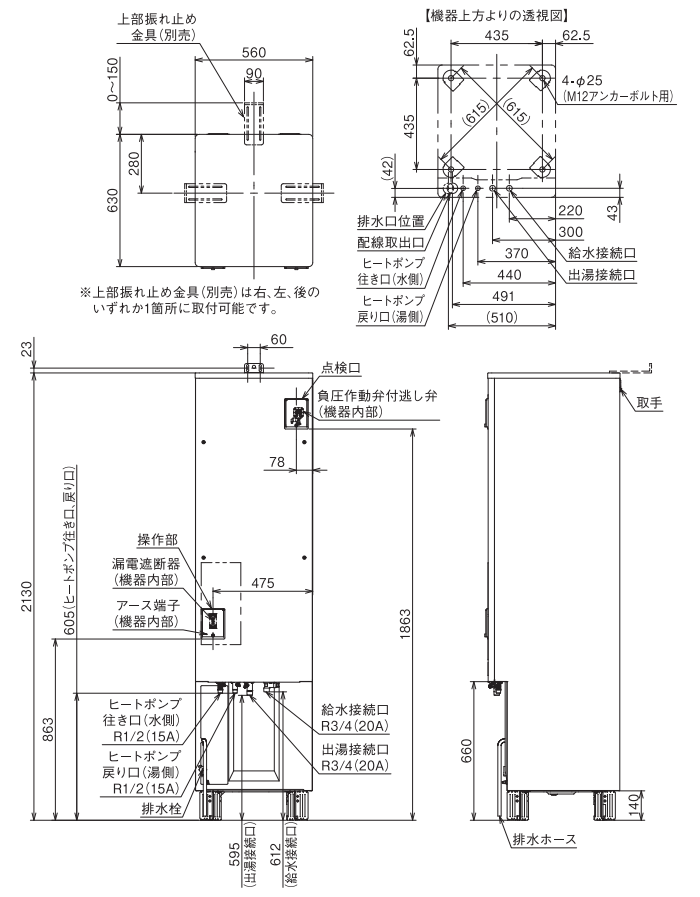 上部振れ止め
金具(別売)
560
90
0~150
280
630
※上部振れ止め金具(別売)は右、左、後の
いずれか1箇所に取付可能です。
【機器上方よりの透視図】
62.5
435
62.5
4-φ25
(M12アンカーボルト用)
(615)
(615)
435
(42)
43
排水口位置
配線取出口
ヒートポンプ
往き口(水側)
ヒートポンプ
戻り口(湯側)
220
300
給水接続口
370
出湯接続口
440
491
(510)
23
60
点検口
負圧作動弁付逃し弁
(機器内部)
取手
78
605(ヒートポンプ往き口、戻り口)
操作部
漏電遮断器
(機器内部)
475
アース端子
(機器内部)
2130
1863
863
ヒートポンプ
往き口(水側)
R1/2(15A)
ヒートポンプ
戻り口(湯側)
R1/2(15A)
排水栓
給水接続口
R3/4(20A)
出湯接続口
R3/4(20A)
660
140
595
(出湯接続口)
612
(給水接続口)
排水ホース